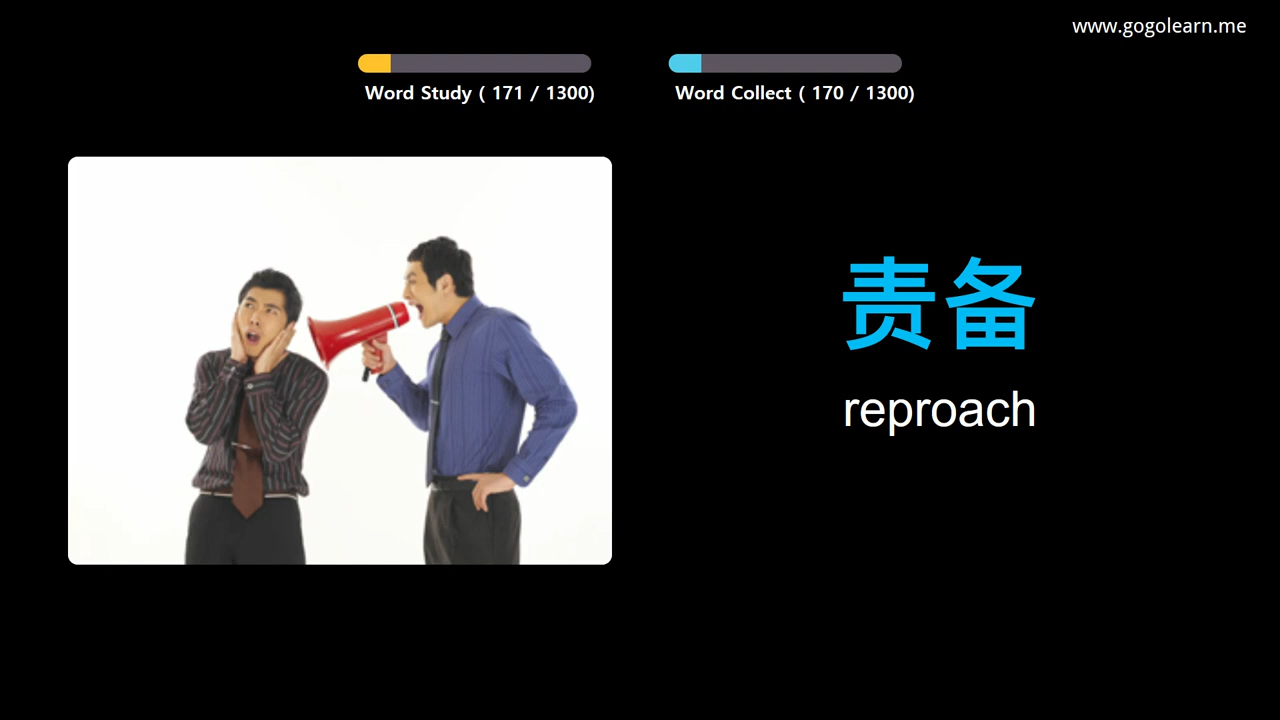 www.gogolearn.me
Word Study ( 171 / 1300)
Word Collect ( 170 / 1300)
责备
reproach